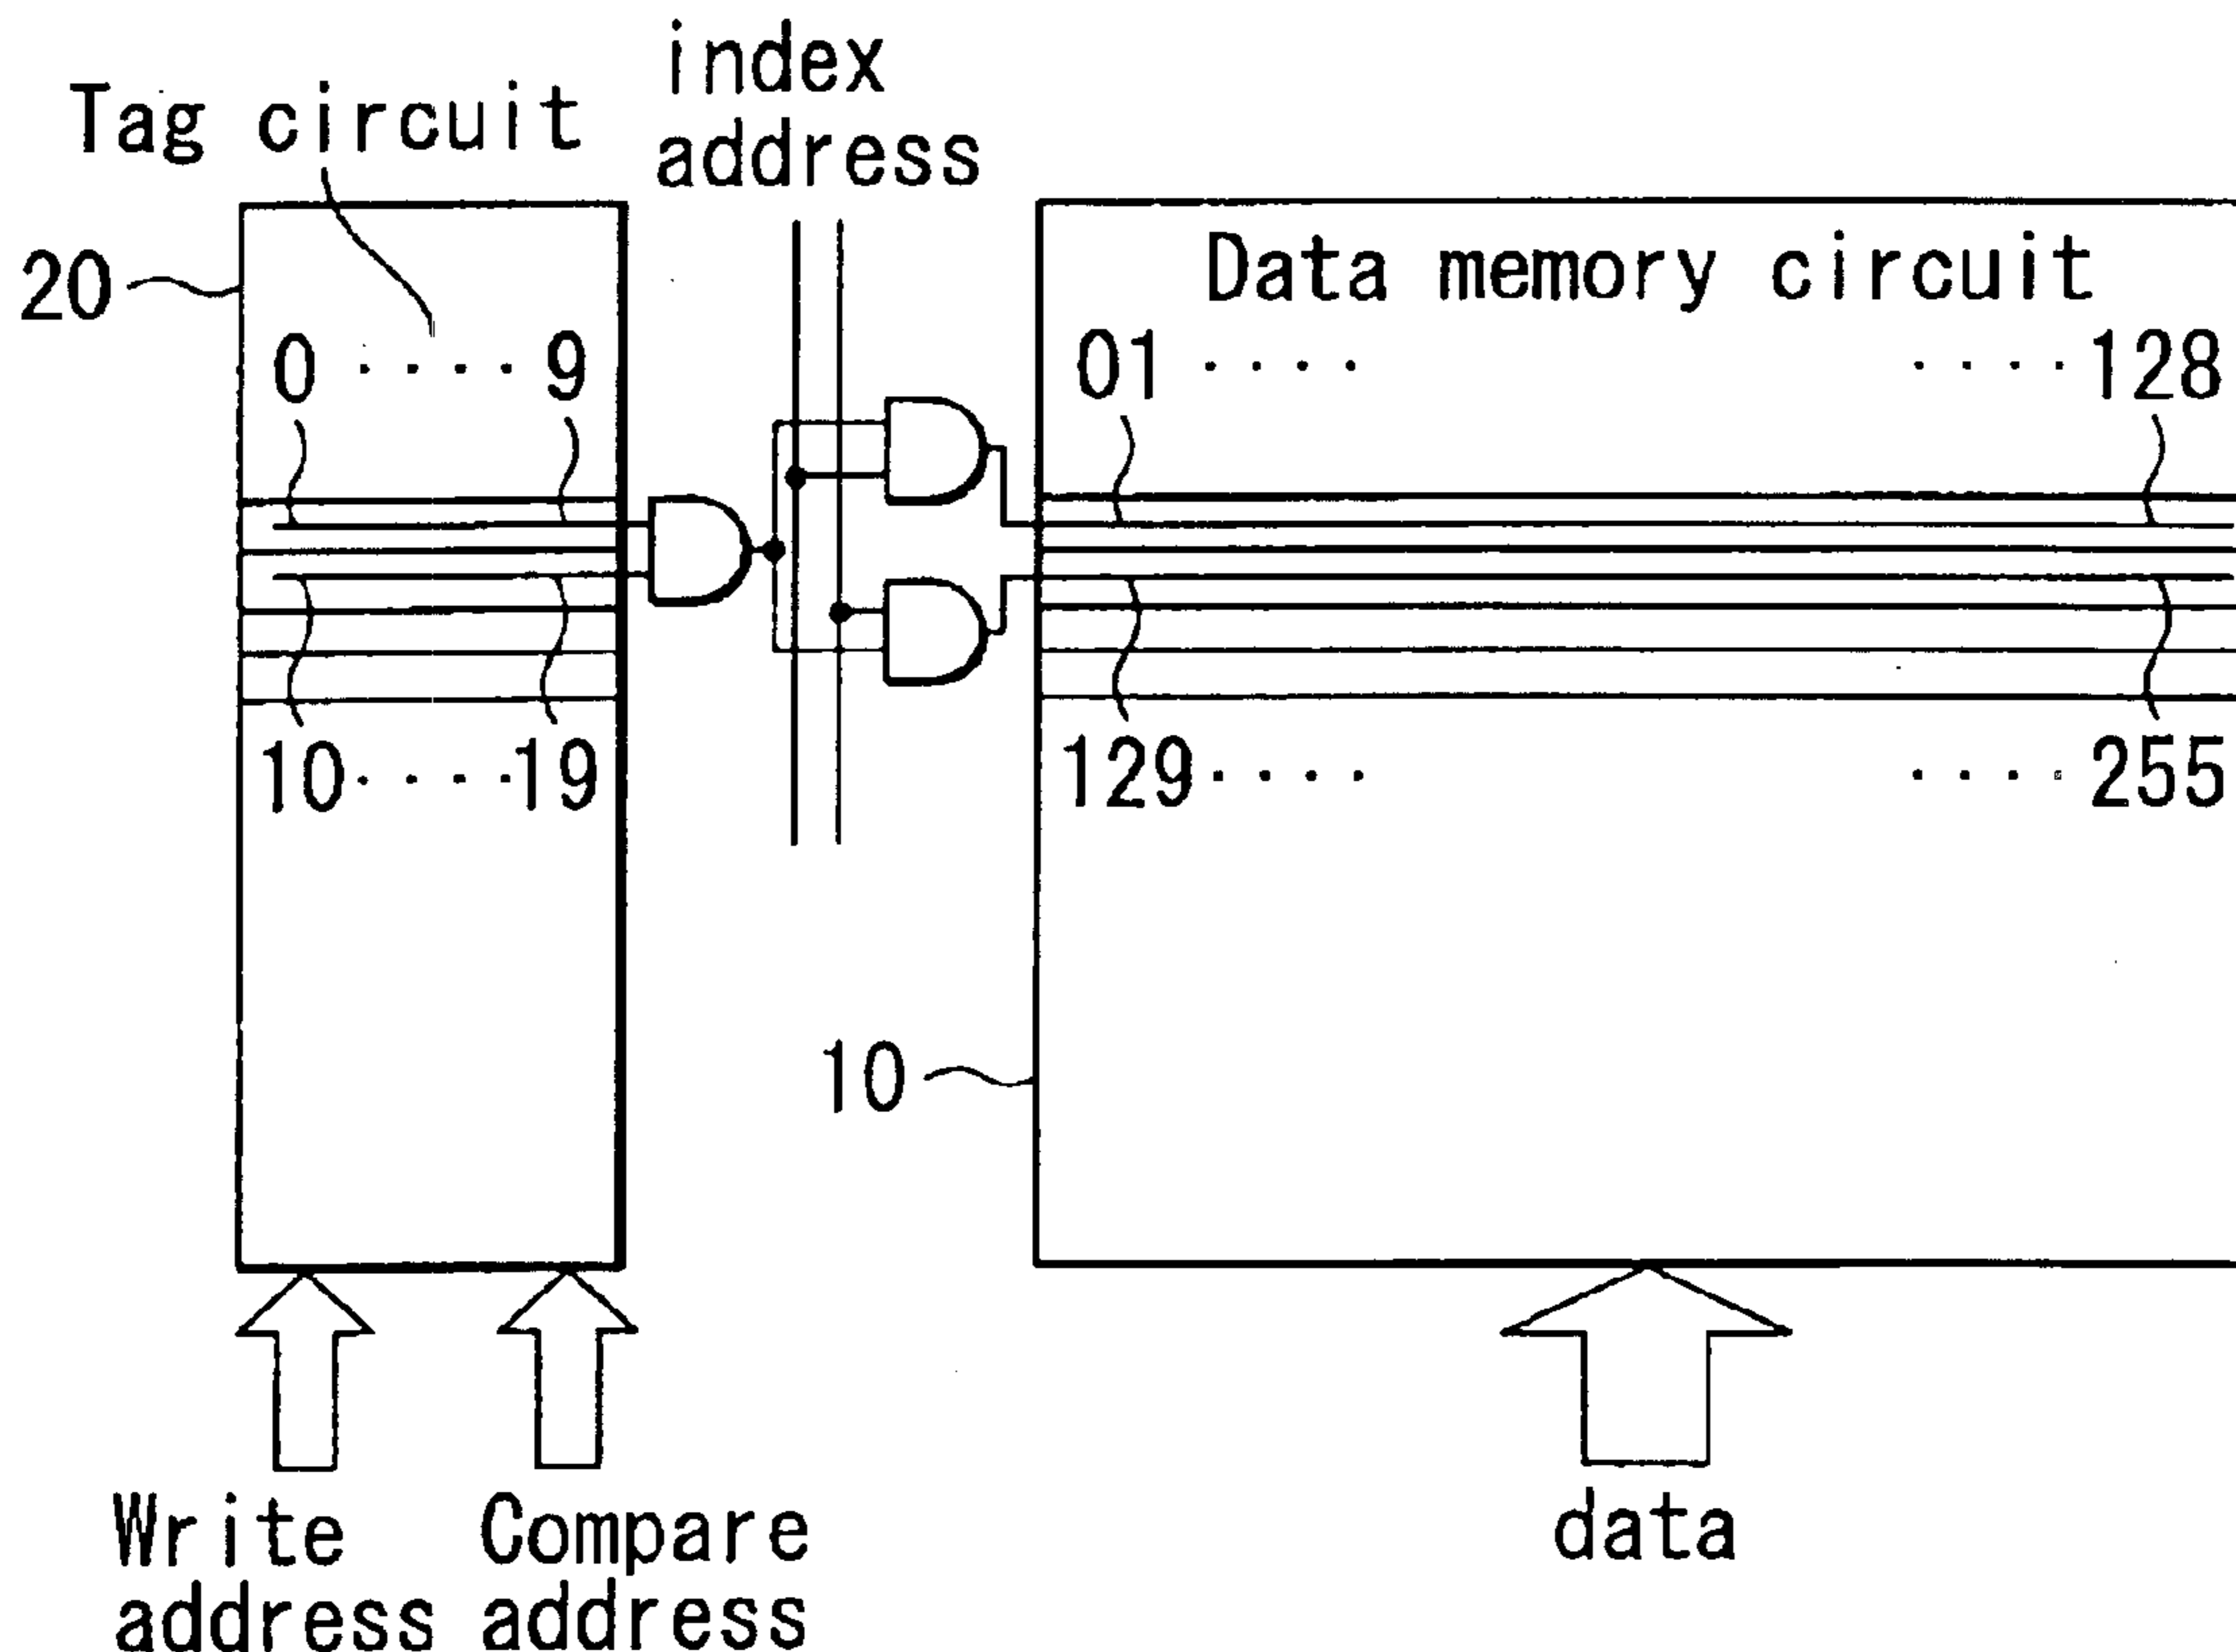 index
address
Tag circuit
20
Data memory circuit
0 ···· 9
01 ···· ···· 128
10 ···· 19
129 ···· ···· 255
10
Write
address
Compare
address
data